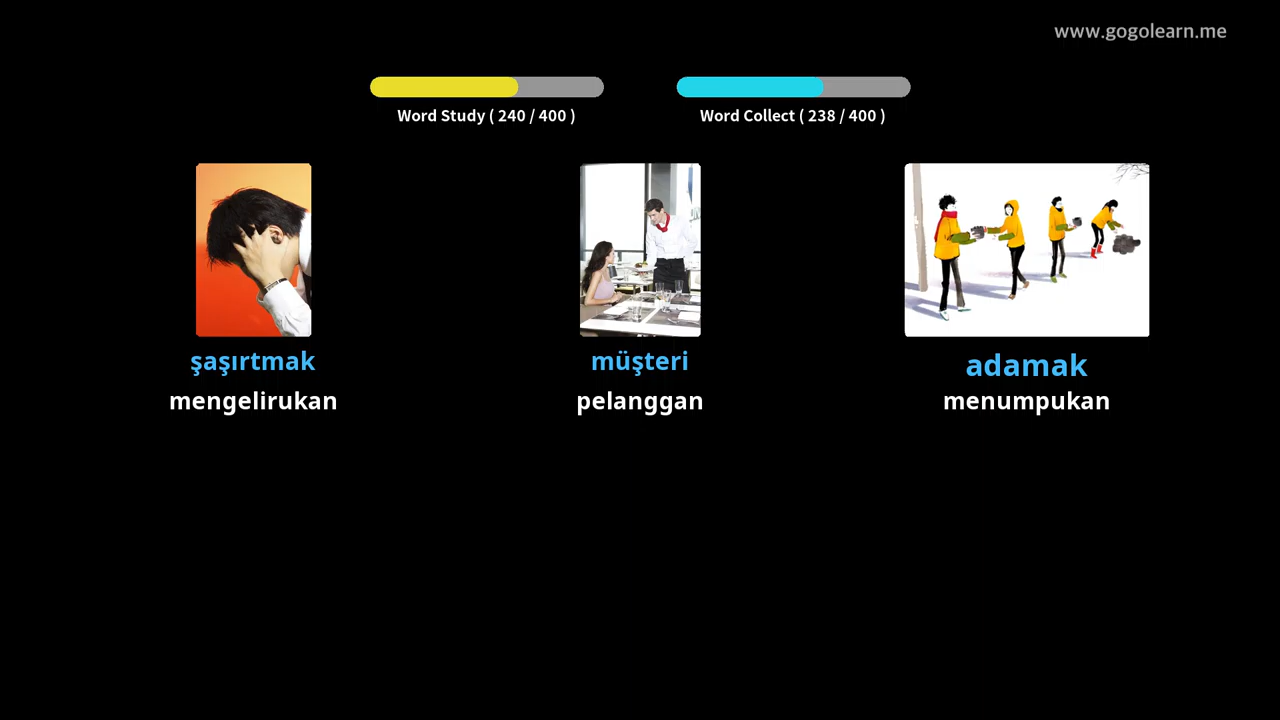 www.gogolearn.me
Word Study ( 240 / 400 )
Word Collect ( 238 / 400 )
şaşırtmak
müşteri
adamak
mengelirukan
pelanggan
menumpukan